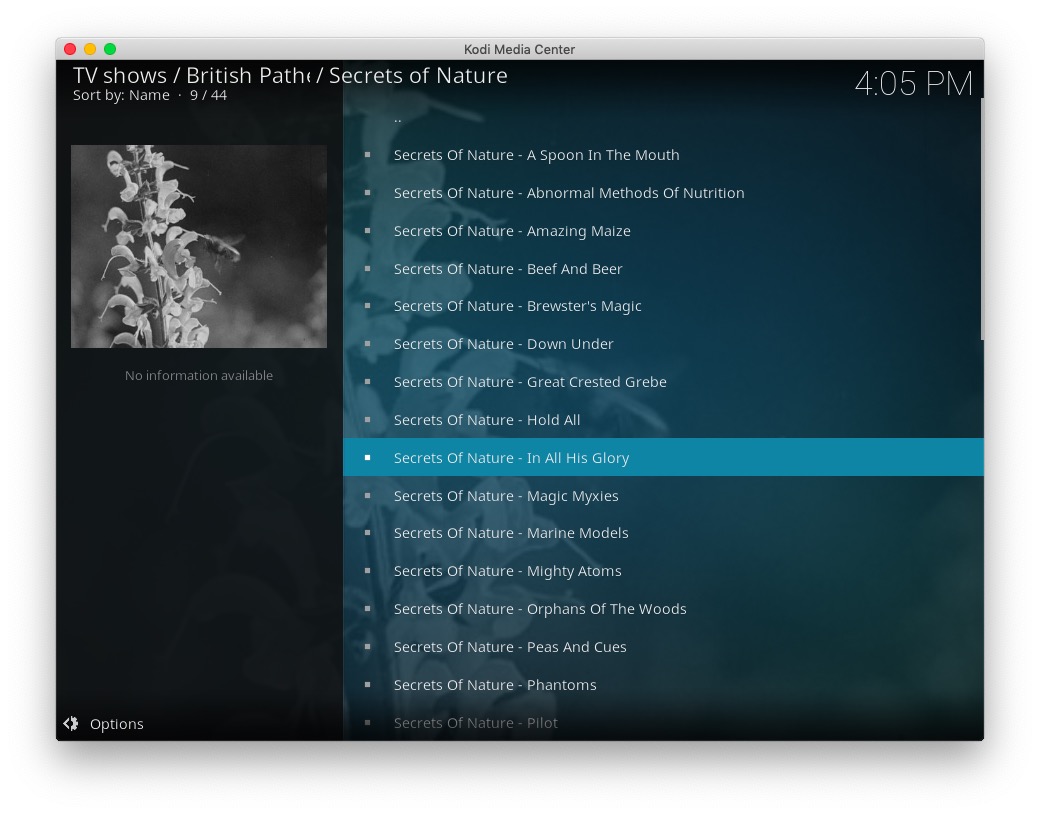 Kodi Media Center
TV shows / British Pathé / Secrets of Nature
4:05 PM
Sort by: Name · 9 / 44
..
Secrets Of Nature - A Spoon In The Mouth
Secrets Of Nature - Abnormal Methods Of Nutrition
Secrets Of Nature - Amazing Maize
Secrets Of Nature - Beef And Beer
Secrets Of Nature - Brewster's Magic
Secrets Of Nature - Down Under
Secrets Of Nature - Great Crested Grebe
Secrets Of Nature - Hold All
Secrets Of Nature - In All His Glory
Secrets Of Nature - Magic Myxies
Secrets Of Nature - Marine Models
Secrets Of Nature - Mighty Atoms
Secrets Of Nature - Orphans Of The Woods
Secrets Of Nature - Peas And Cues
Secrets Of Nature - Phantoms
Secrets Of Nature - Pilot
No information available
Options